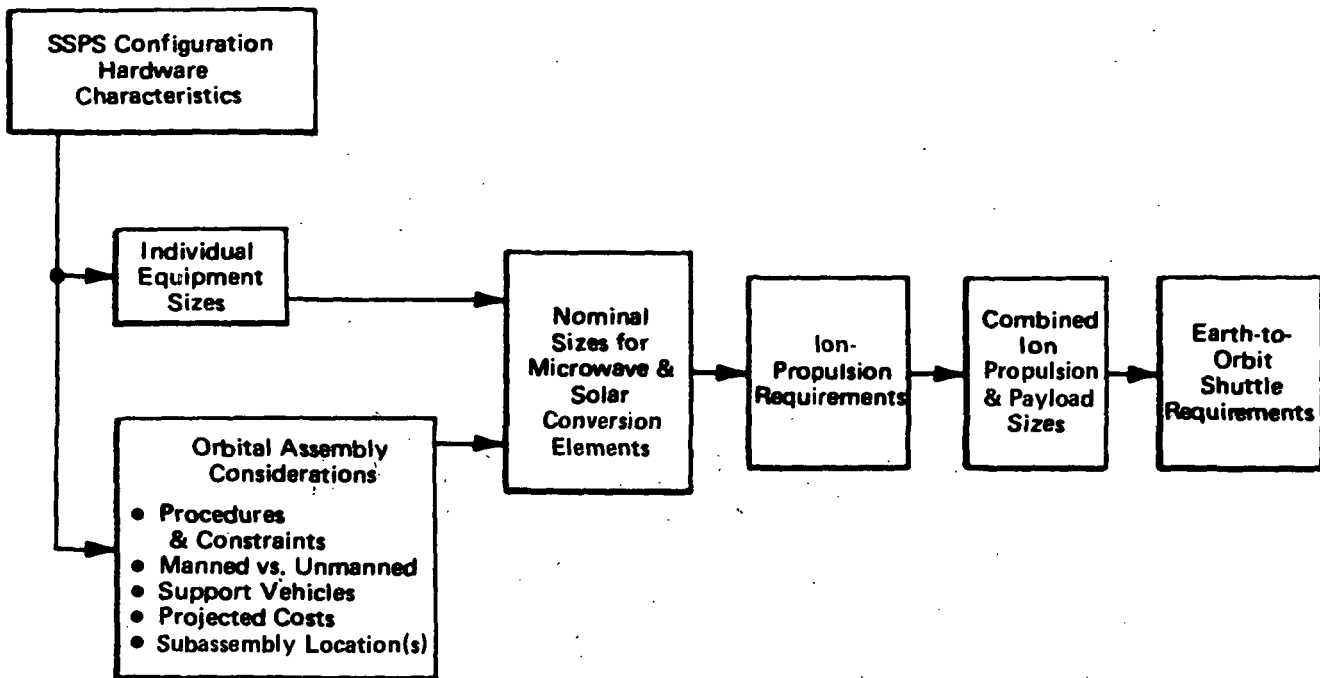 SSPS Configuration
Hardware
Characteristics
Individual
Equipment
Sizes
Orbital Assembly
Considerations
● Procedures
& Constraints
● Manned vs. Unmanned
● Support Vehicles
● Projected Costs
● Subassembly Location(s)
Nominal
Sizes for
Microwave &
Solar
Conversion
Elements
Ion-
Propulsion
Requirements
Combined
Ion
Propulsion
& Payload
Sizes
Earth-to-
Orbit
Shuttle
Requirements